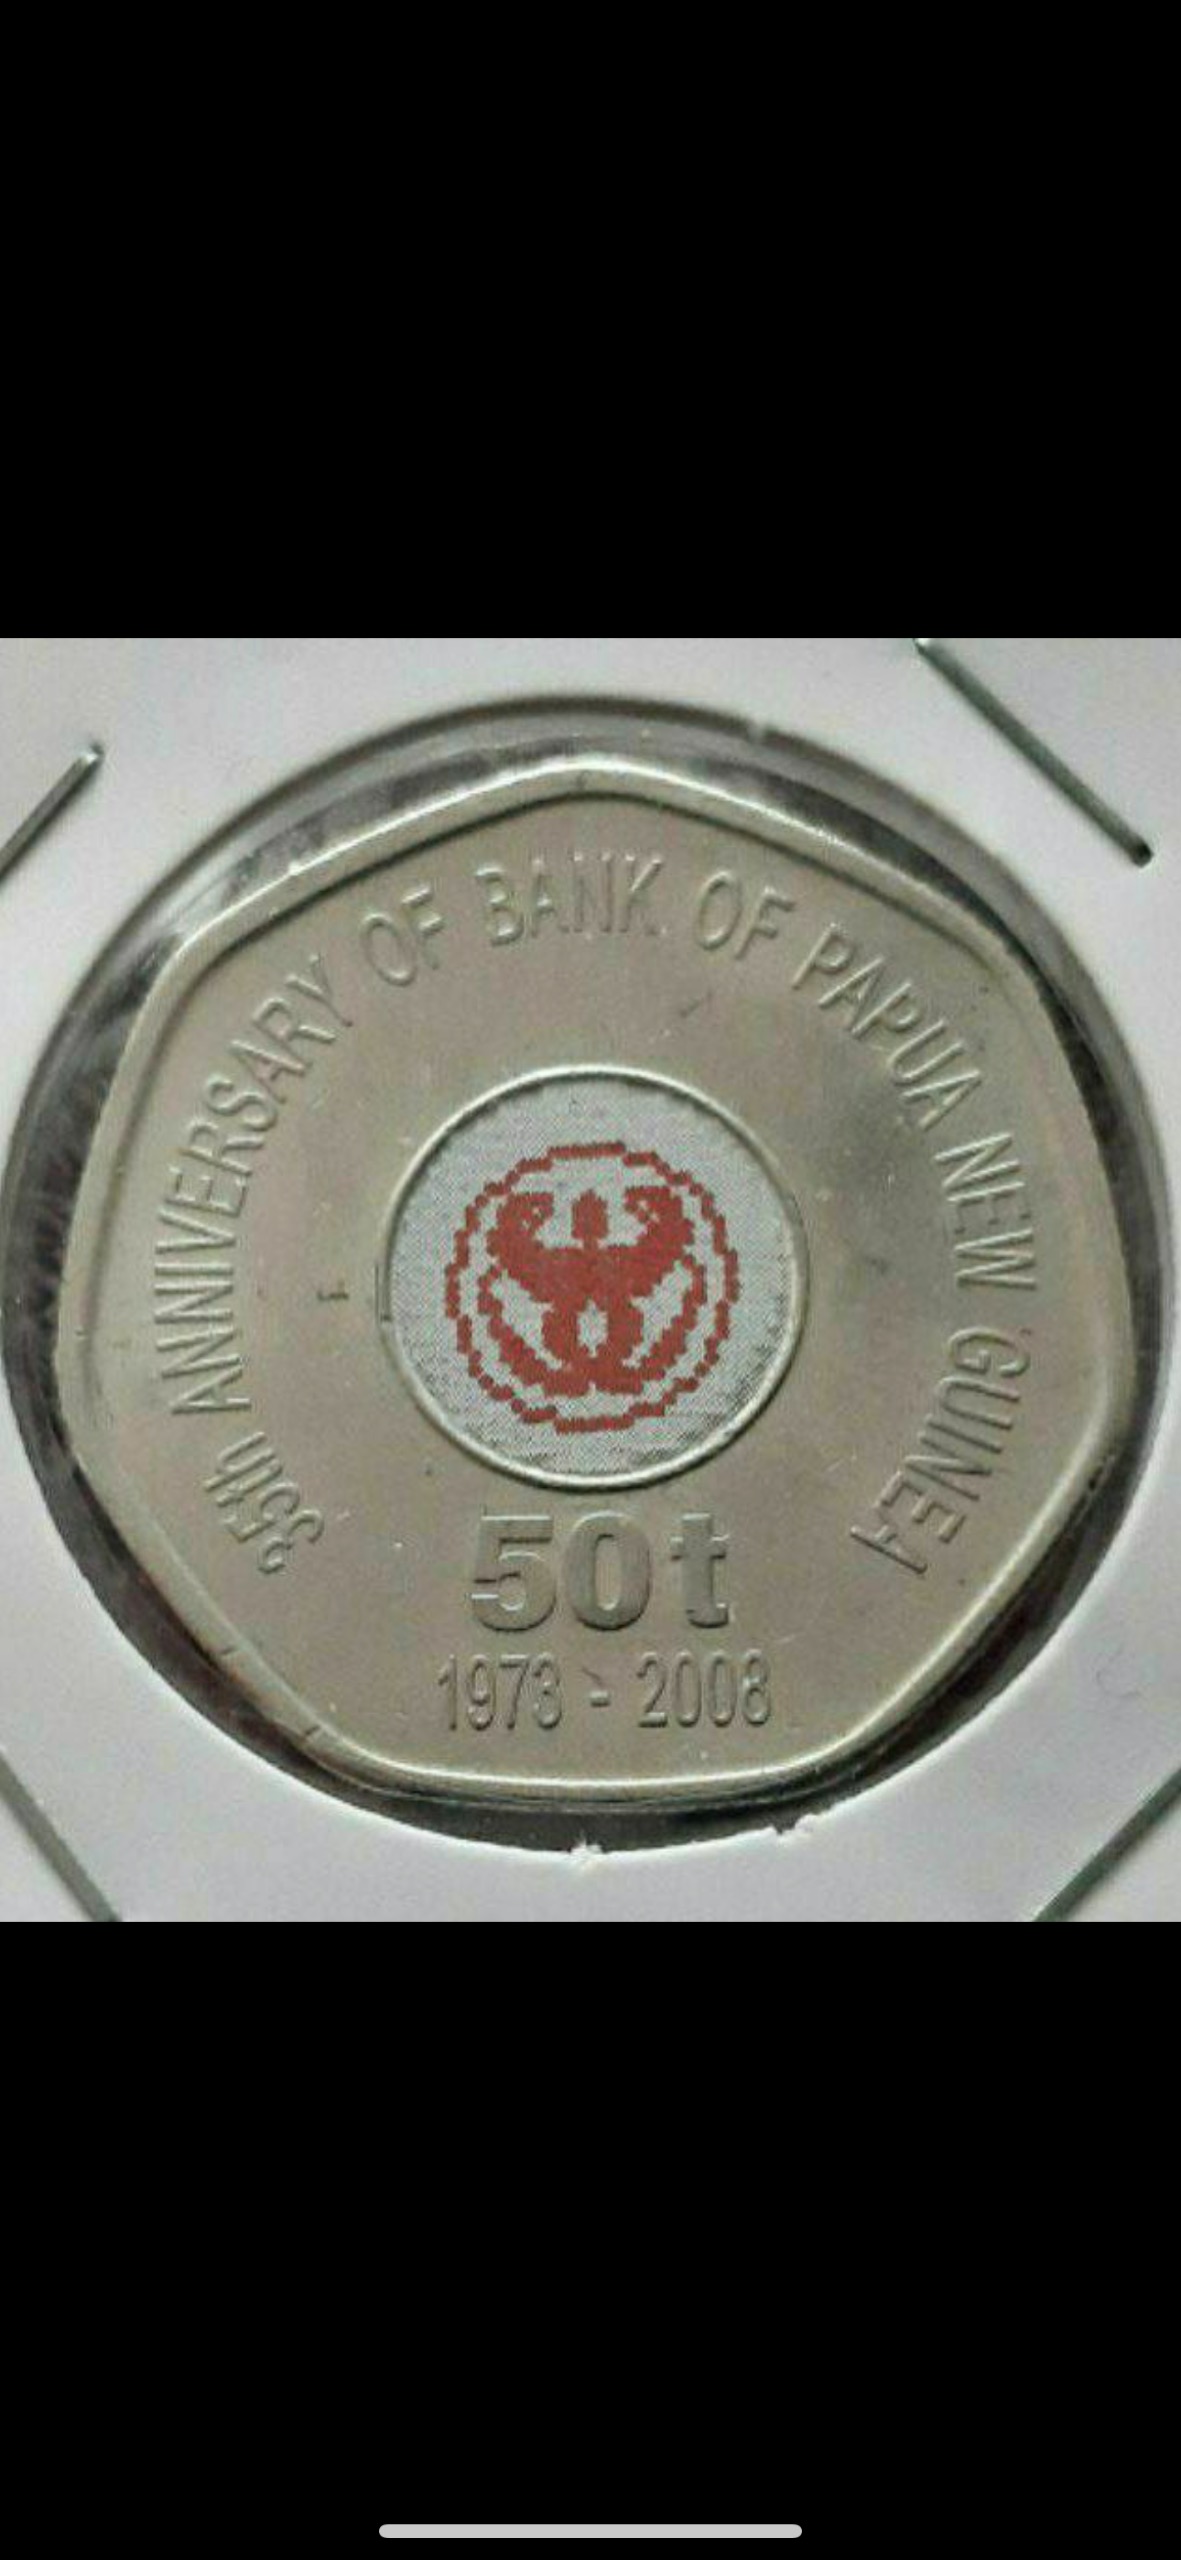 35th ANNIVERSARY OF BANK OF PAPUA NEW GUINEA
50t
1973 - 2008